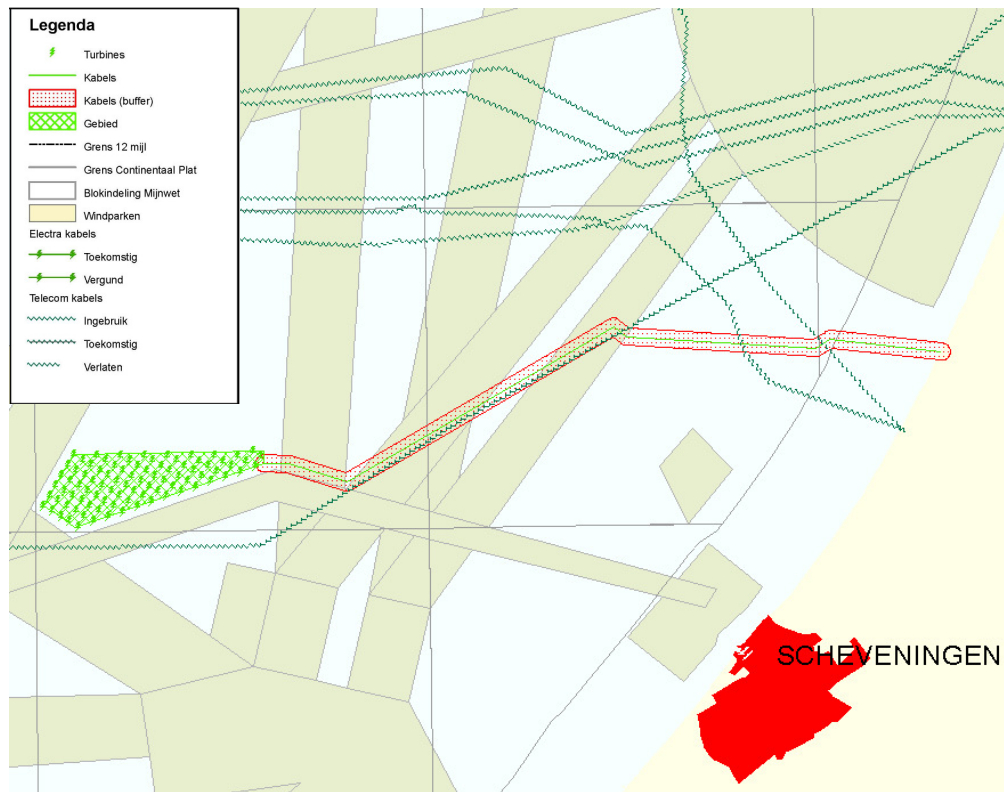 Legenda
Turbines
Kabels
Kabels (buffer)
Gebied
Grens 12 mijl
Grens Continentaal Plat
Blokindeling Mijnwet
Windparken
Electra kabels
Toekomstig
Vergund
Telecom kabels
Ingebruik
Toekomstig
Verlaten
SCHEVENINGEN